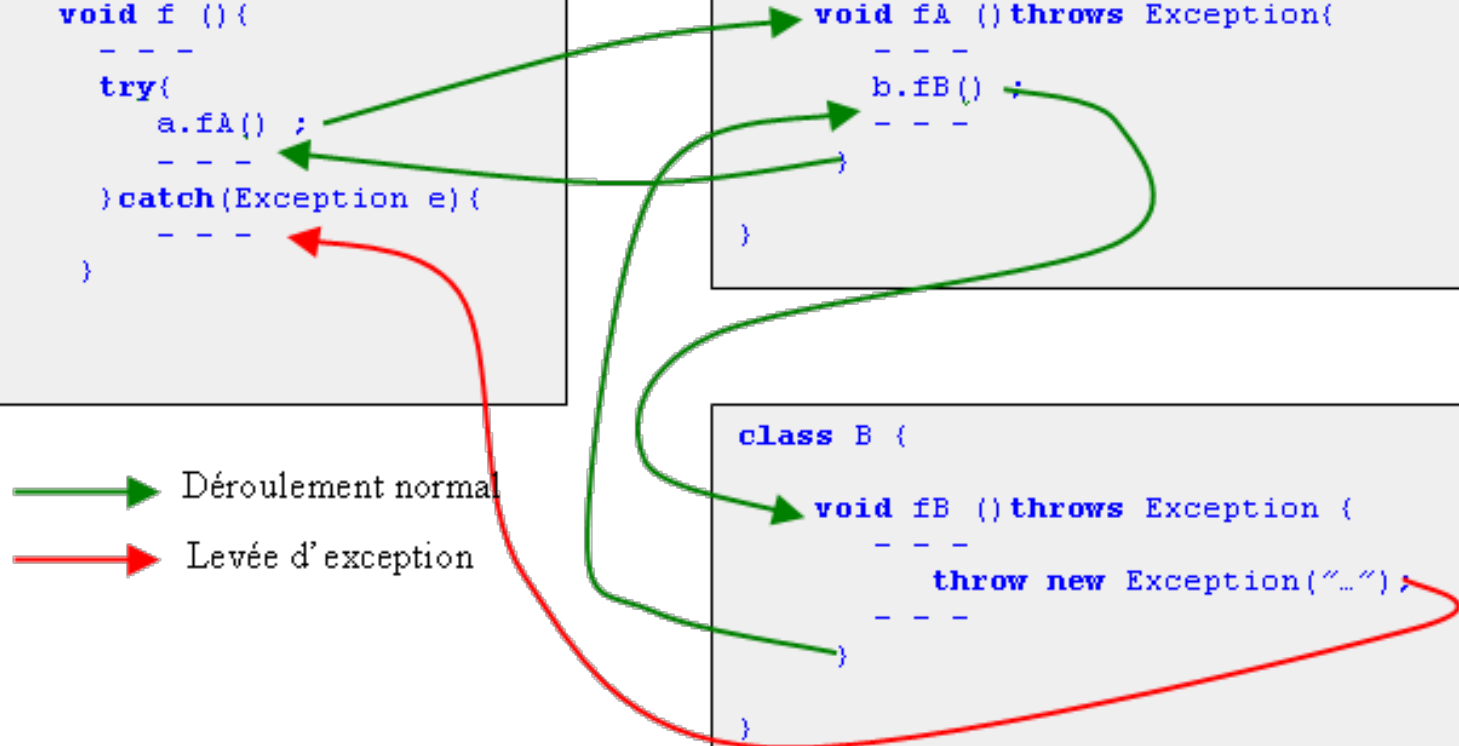 void f (){
- - -
try{
a.fA() ;
- - -
}catch(Exception e){
- - -
}
void fA ()throws Exception{
- - -
b.fB() ;
- - -
}
}
class B {
void fB ()throws Exception {
- - -
throw new Exception("…");
- - -
}
}
Déroulement normal
Levée d'exception